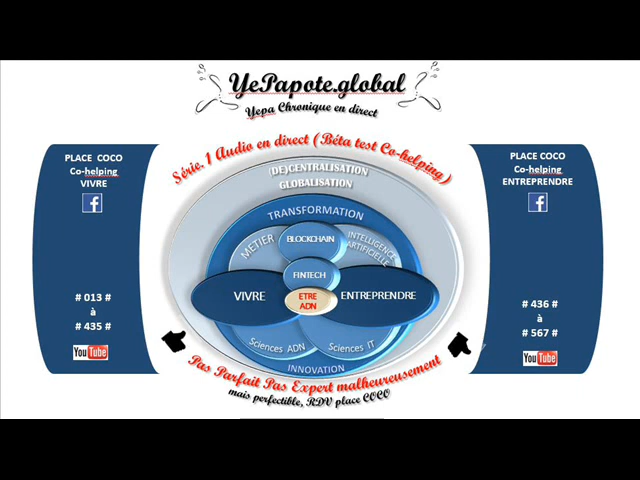 YePapote.global
Yepa Chronique en direct
Série, 1 Audio en direct (Béta test Co-helping)
PLACE COCO
Co-helping
VIVRE
# 013 #
à
# 435 #
YouTube
(DE)CENTRALISATION
GLOBALISATION
TRANSFORMATION
METIER
BLOCKCHAIN
INTELLIGENCE
ARTIFICIELLE
FINTECH
VIVRE
ETRE
ADN
ENTREPRENDRE
Sciences ADN
Sciences IT
INNOVATION
Pas Parfait Pas Expert malheureusement
mais perfectible, RDV place COCO
PLACE COCO
Co-helping
ENTREPRENDRE
# 436 #
à
# 567 #
YouTube